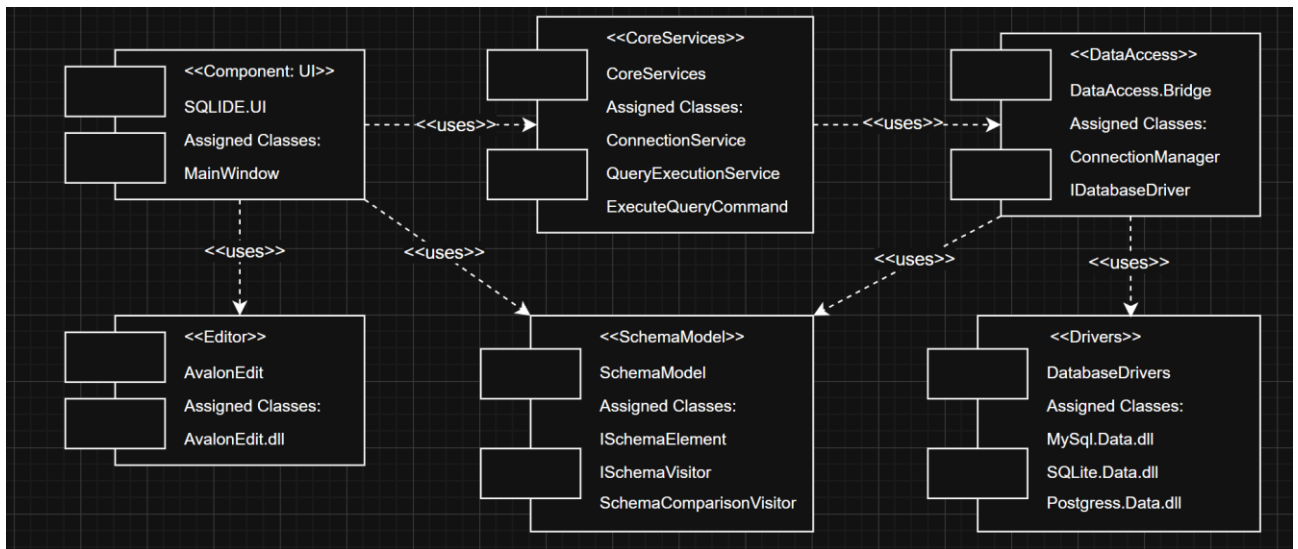 <<Component: UI>>
SQLIDE.UI
Assigned Classes:
MainWindow
<<uses>>
<<CoreServices>>
CoreServices
Assigned Classes:
ConnectionService
QueryExecutionService
ExecuteQueryCommand
<<uses>>
<<DataAccess>>
DataAccess.Bridge
Assigned Classes:
ConnectionManager
IDatabaseDriver
<<uses>>
<<uses>>
<<uses>>
<<uses>>
<<Editor>>
AvalonEdit
Assigned Classes:
AvalonEdit.dll
<<SchemaModel>>
SchemaModel
Assigned Classes:
ISchemaElement
ISchemaVisitor
SchemaComparisonVisitor
<<Drivers>>
DatabaseDrivers
Assigned Classes:
MySql.Data.dll
SQLite.Data.dll
Postgress.Data.dll